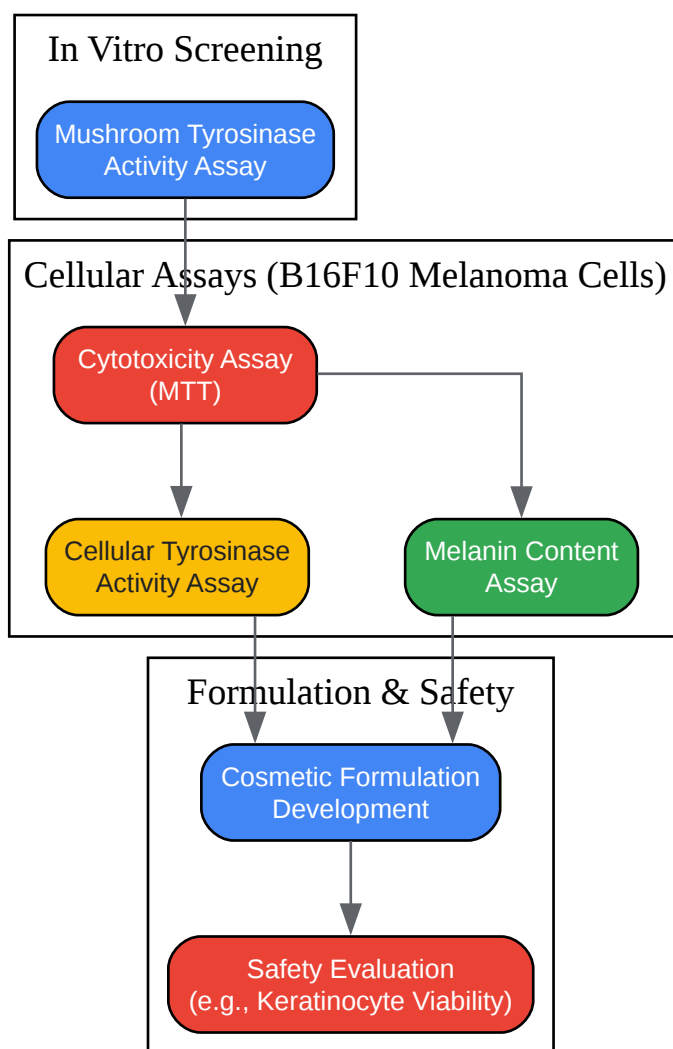 In Vitro Screening
Mushroom Tyrosinase
Activity Assay
Cellular Assays (B16F10 Melanoma Cells)
Cytotoxicity Assay
(MTT)
Cellular Tyrosinase
Activity Assay
Melanin Content
Assay
Formulation & Safety
Cosmetic Formulation
Development
Safety Evaluation
(e.g., Keratinocyte Viability)